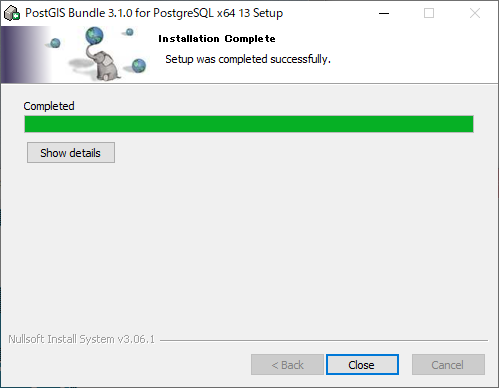 PostGIS Bundle 3.1.0 for PostgreSQL x64 13 Setup
Installation Complete
Setup was completed successfully.
Completed
Show details
Nullsoft Install System v3.06.1
< Back
Close
Cancel